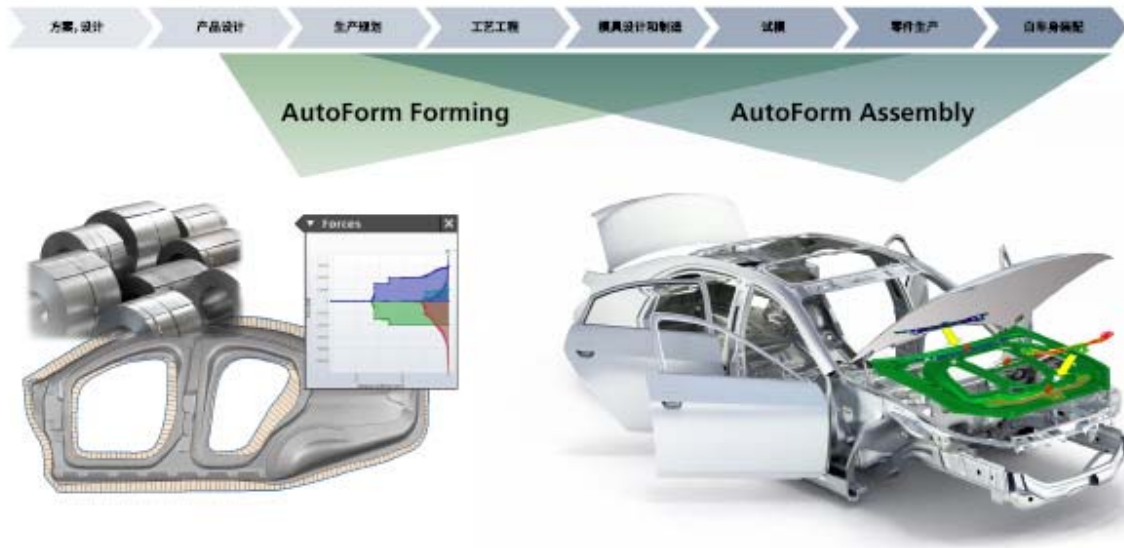 方案,设计
产品设计
生产规划
工艺工程
模具设计和制造
试模
零件生产
白车身装配
AutoForm Forming
AutoForm Assembly
Forces